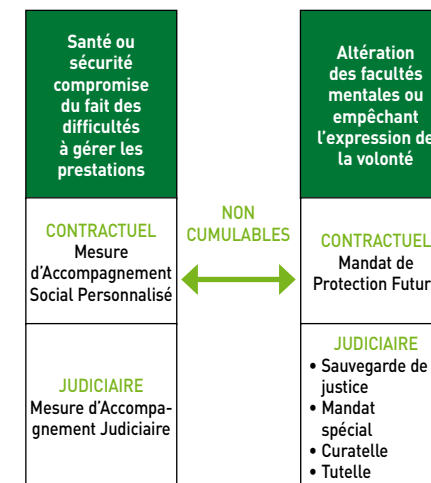 Santé ou
sécurité
compromise
du fait des
difficultés
à gérer les
prestations
CONTRACTUEL
Mesure
d'Accompagnement
Social Personnalisé
JUDICIAIRE
Mesure d'Accompa-
gnement Judiciaire
NON
CUMULABLES
Altération
des facultés
mentales ou
empêchant
l'expression de
la volonté
CONTRACTUEL
Mandat de
Protection Futur
JUDICIAIRE
• Sauvegarde de
justice
• Mandat
spécial
• Curatelle
• Tutelle